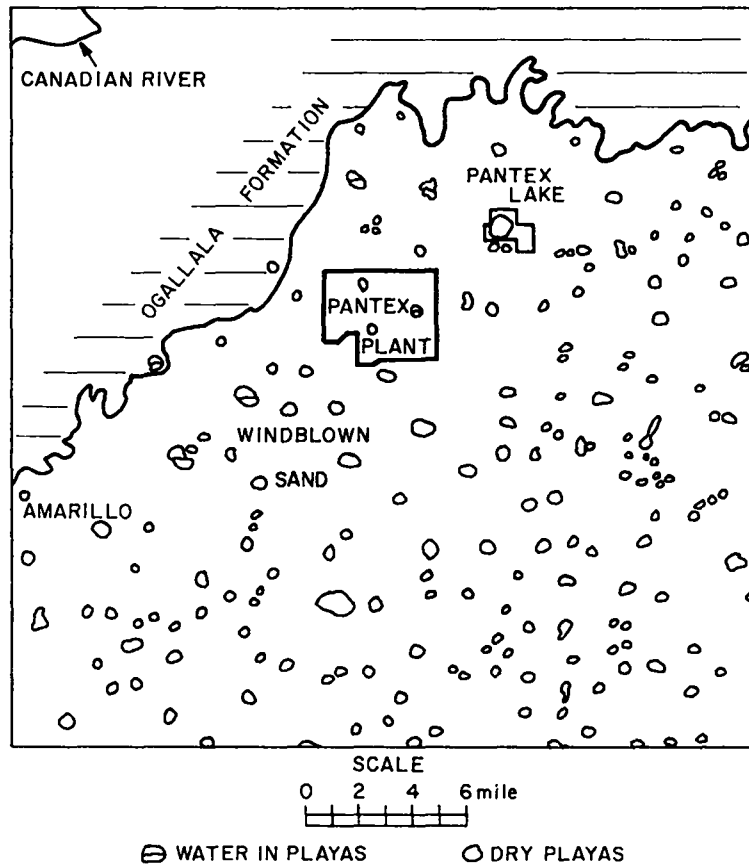 CANADIAN RIVER
OGALLALA FORMATION
PANTEX
LAKE
PANTEX
PLANT
WINDBLOWN
SAND
AMARILLO
SCALE
0 2 4 6 mile
WATER IN PLAYAS DRY PLAYAS